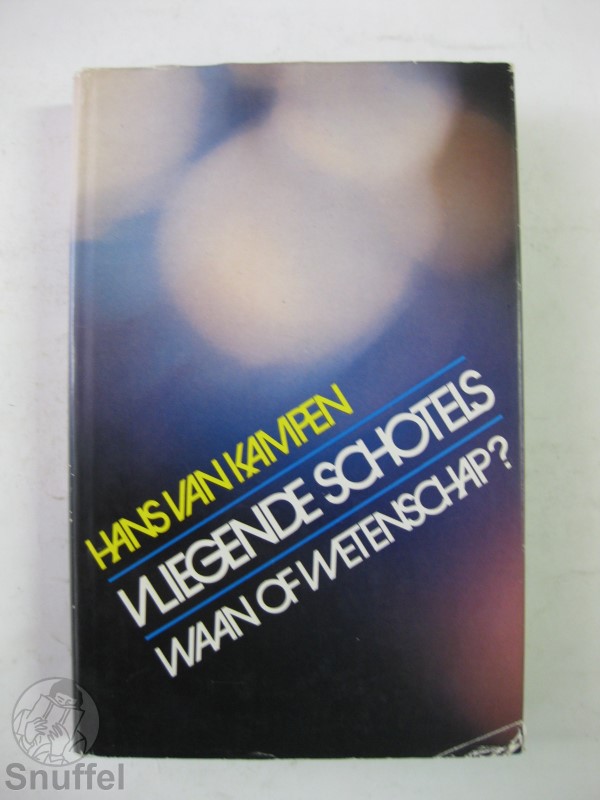 HANS VAN KAMPEN
VLIEGENDE SCHOTELS
WAAN OF WETENSCHAP?
Snuffel